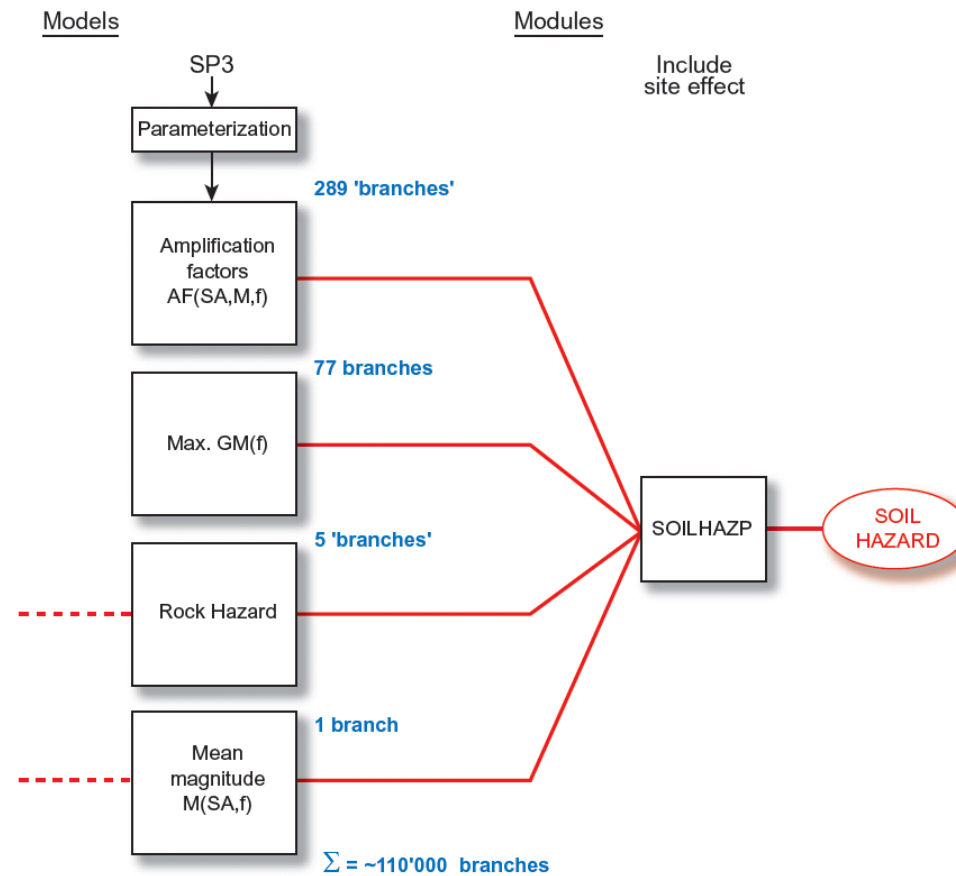 Models
Modules
SP3
Include
site effect
Parameterization
289 'branches'
Amplification
factors
AF(SA,M,f)
77 branches
Max. GM(f)
5 'branches'
SOILHAZP
SOIL
HAZARD
Rock Hazard
1 branch
Mean
magnitude
M(SA,f)
Σ = ~110'000 branches